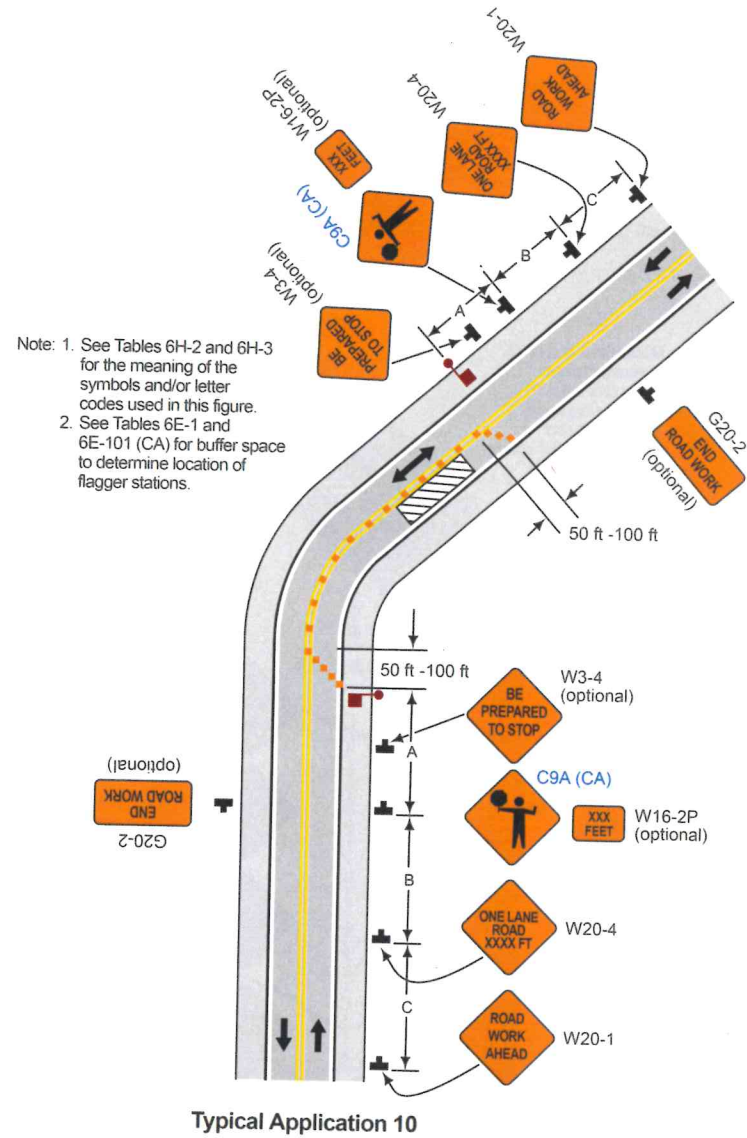 W20-1
ROAD
WORK
AHEAD
W20-4
ONE LANE
ROAD
XXXX FT
W16-2P
(optional)
XXX
FEET
C9A (CA)
W3-4
(optional)
BE
PREPARED
TO STOP
C
B
A
Note: 1. See Tables 6H-2 and 6H-3
for the meaning of the
symbols and/or letter
codes used in this figure.
2. See Tables 6E-1 and
6E-101 (CA) for buffer space
to determine location of
flagger stations.
G20-2
END
ROAD WORK
(optional)
50 ft -100 ft
50 ft -100 ft
BE
PREPARED
TO STOP
W3-4
(optional)
A
C9A (CA)
XXX
FEET
W16-2P
(optional)
G20-2
END
ROAD WORK
(optional)
B
ONE LANE
ROAD
XXXX FT
W20-4
C
ROAD
WORK
AHEAD
W20-1
Typical Application 10